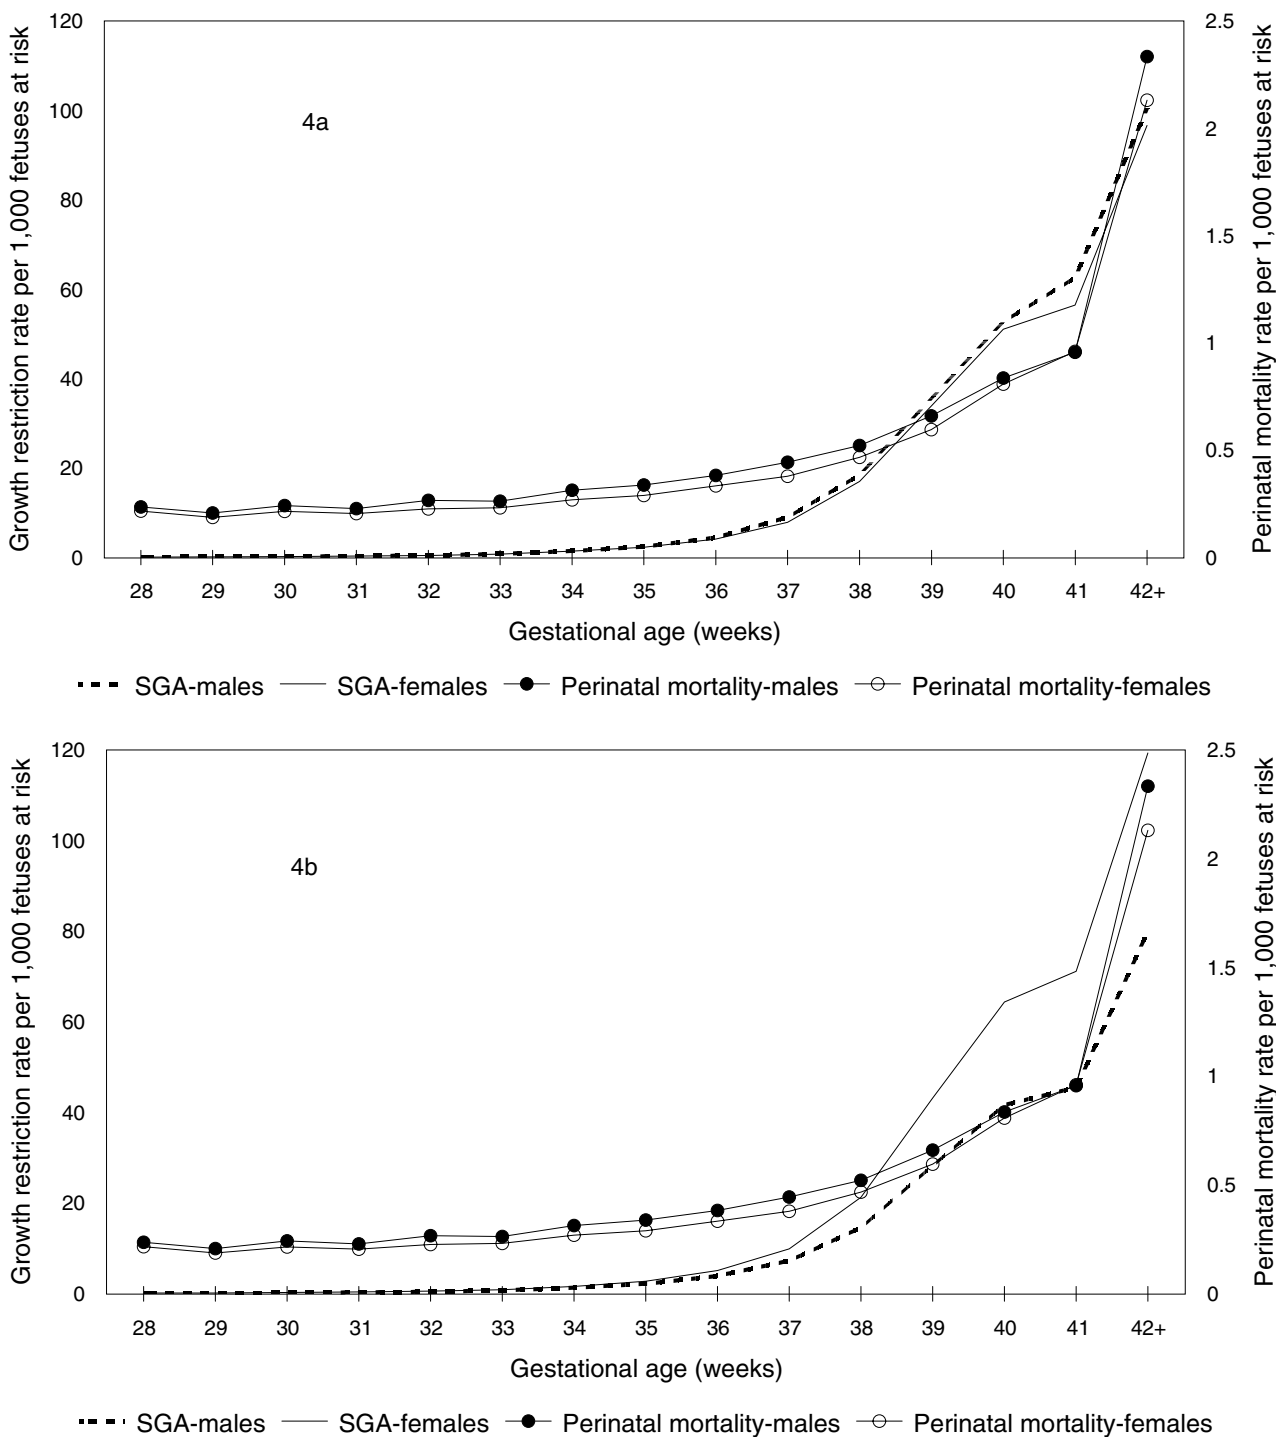 Growth restriction rate per 1,000 fetuses at risk
120
100
80
60
40
20
0
4a
2.5
2
1.5
1
0.5
0
Perinatal mortality rate per 1,000 fetuses at risk
28 29 30 31 32 33 34 35 36 37 38 39 40 41 42+
Gestational age (weeks)
SGA-males SGA-females Perinatal mortality-males Perinatal mortality-females
Growth restriction rate per 1,000 fetuses at risk
120
100
80
60
40
20
0
4b
2.5
2
1.5
1
0.5
0
Perinatal mortality rate per 1,000 fetuses at risk
28 29 30 31 32 33 34 35 36 37 38 39 40 41 42+
Gestational age (weeks)
SGA-males SGA-females Perinatal mortality-males Perinatal mortality-females